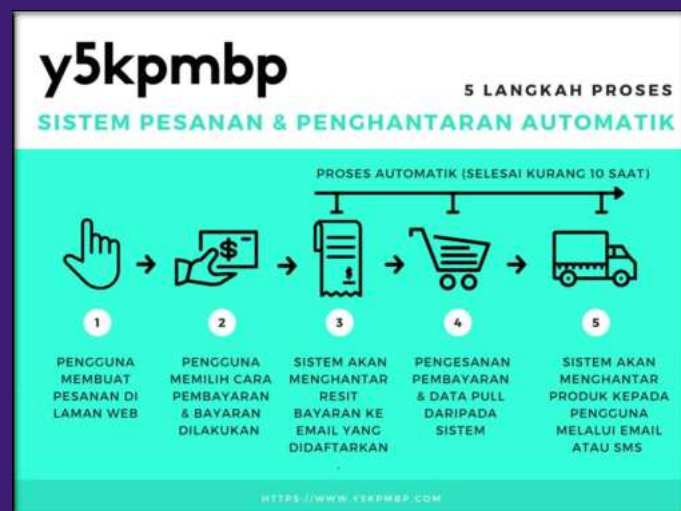 y5kpmbp
5 LANGKAH PROSES
SISTEM PESANAN & PENGHANTARAN AUTOMATIK
PROSES AUTOMATIK (SELESAI KURANG 10 SAAT)
$
$
1
PENGGUNA
MEMBUAT
PESANAN DI
LAMAN WEB
2
PENGGUNA
MEMILIH CARA
PEMBAYARAN
& BAYARAN
DILAKUKAN
3
SISTEM AKAN
MENGHANTAR
RESIT
BAYARAN KE
EMAIL YANG
DIDAFTARKAN
.
4
PENGESANAN
PEMBAYARAN
& DATA PULL
DARIPADA
SISTEM
5
SISTEM AKAN
MENGHANTAR
PRODUK KEPADA
PENGGUNA
MELALUI EMAIL
ATAU SMS
HTTPS://WWW.Y5KPMBP.COM